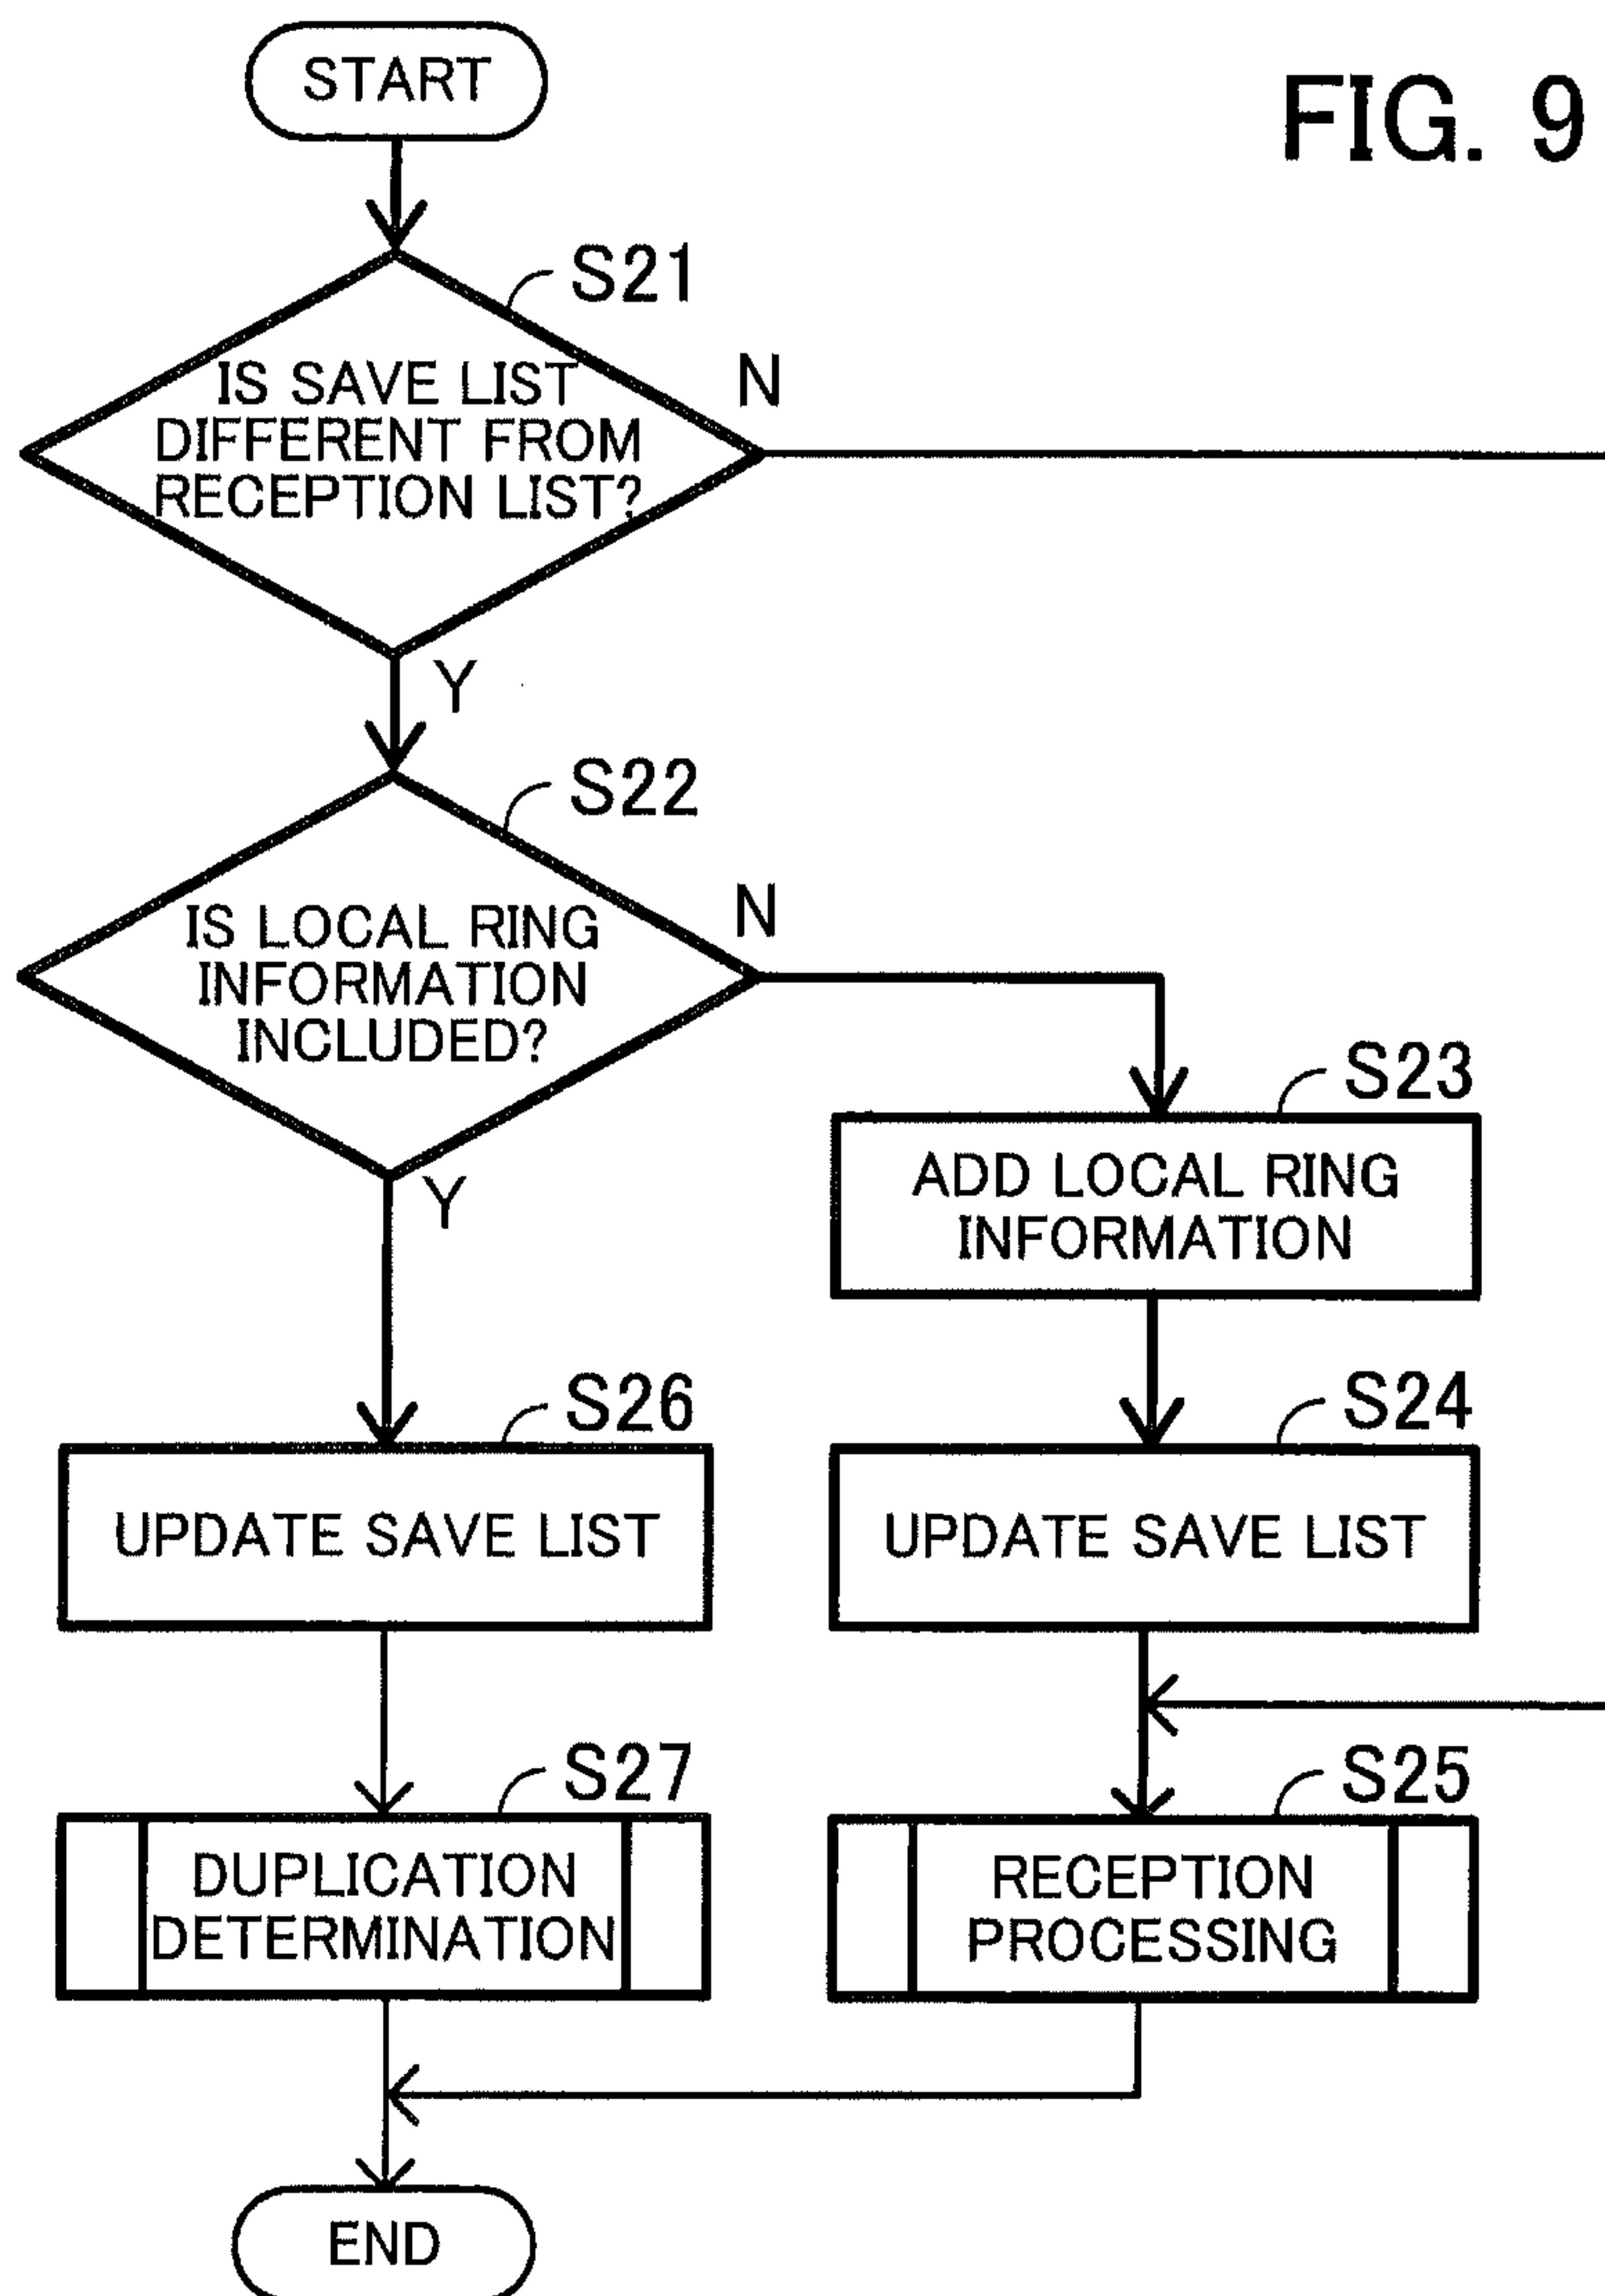 START
FIG. 9
S21
IS SAVE LIST
DIFFERENT FROM
RECEPTION LIST?
N
Y
S22
IS LOCAL RING
INFORMATION
INCLUDED?
N
Y
S23
ADD LOCAL RING
INFORMATION
S26
UPDATE SAVE LIST
S24
UPDATE SAVE LIST
S27
DUPLICATION
DETERMINATION
S25
RECEPTION
PROCESSING
END